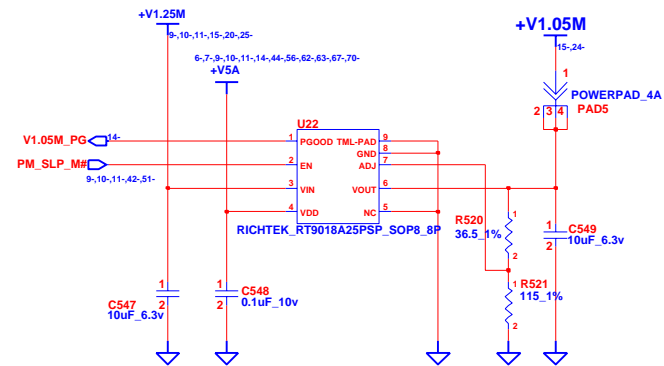 +V1.25M
9-,10-,11-,15-,20-,25-
+V1.05M
15-,24-
6-,7-,9-,10-,11-,14-,44-,56-,62-,63-,67-,70-
+V5A
1
POWERPAD_4A
2 3 4 PAD5
U22
V1.05M_PG 14- 1 PGOOD TML-PAD 9
GND 8
PM_SLP_M# 2 EN ADJ 7
9-,10-,11-,42-,51-
3 VIN VOUT 6
4 VDD NC 5
RICHTEK_RT9018A25PSP_SOP8_8P
R520 1
36.5_1%
2
1 C549
2 10uF_6.3v
1 C547
2 10uF_6.3v
1 C548
2 0.1uF_10v
1 R521
115_1%
2